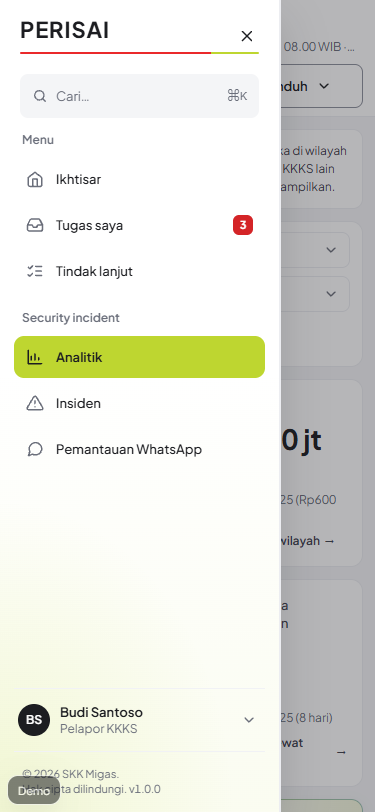 PERISAI
08.00 WIB ·...
Cari...
⌘K
nduh
Menu
ka di wilayah
KKKS lain
ampilkan.
Ikhtisar
Tugas saya
3
Tindak lanjut
Security incident
Analitik
Insiden
0 jt
Pemantauan WhatsApp
25 (Rp600
wilayah →
a
n
25 (8 hari)
wat
→
BS
Budi Santoso
Pelapor KKKS
© 2026 SKK Migas.
cipta dilindungi. v1.0.0
Demo